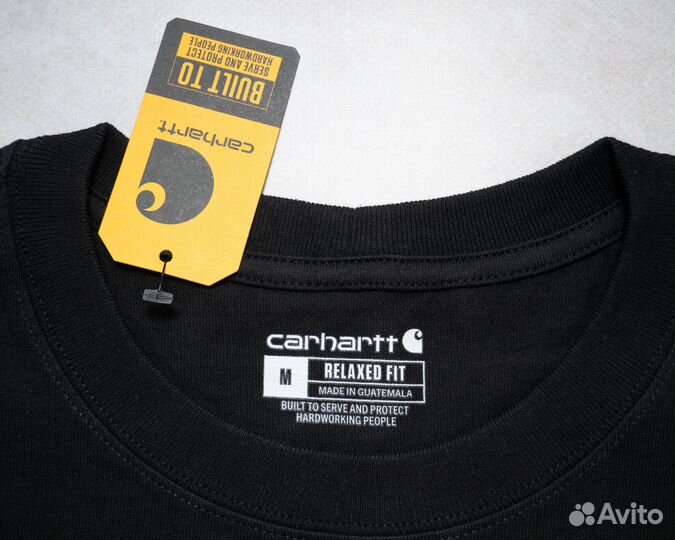 BUILT TO
SERVE AND PROTECT
HARDWORKING PEOPLE
carhartt.
carhartt
M
RELAXED FIT
MADE IN GUATEMALA
BUILT TO SERVE AND PROTECT
HARDWORKING PEOPLE
Avito